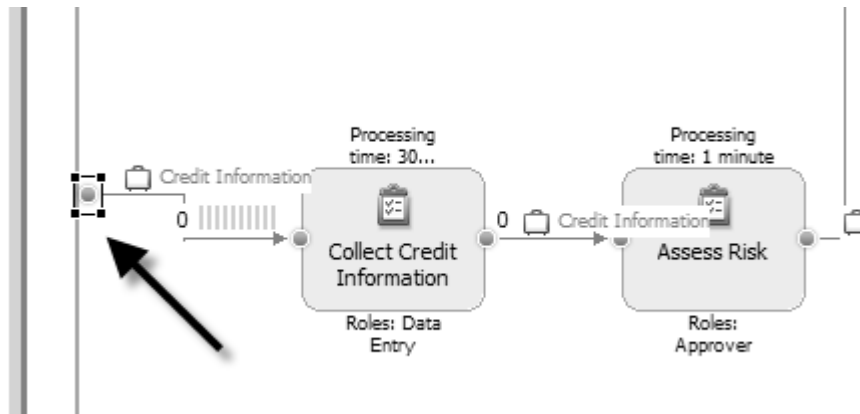 Processing
time: 30...
Processing
time: 1 minute
Credit Information
0
0
Credit Information
Collect Credit
Information
Assess Risk
Roles: Data
Entry
Roles:
Approver